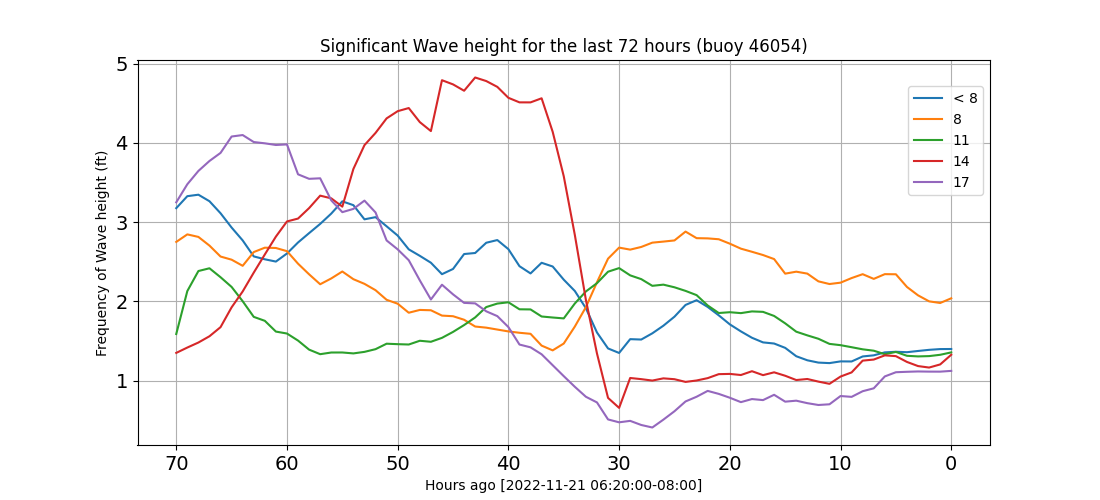 Significant Wave height for the last 72 hours (buoy 46054)
Frequency of Wave height (ft)
5
4
3
2
1
< 8
8
11
14
17
70 60 50 40 30 20 10 0
Hours ago [2022-11-21 06:20:00-08:00]